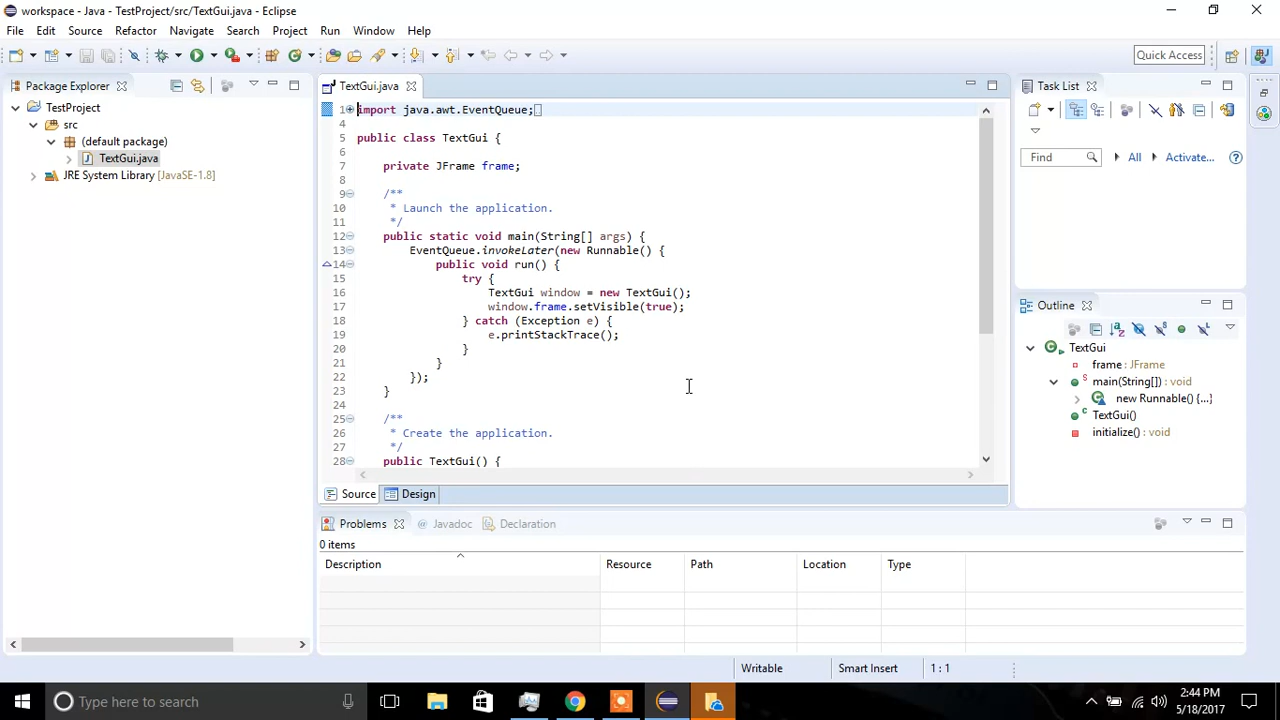 workspace - Java - TestProject/src/TextGui.java - Eclipse
File Edit Source Refactor Navigate Search Project Run Window Help
Quick Access
Package Explorer
TestProject
src
(default package)
TextGui.java
JRE System Library [JavaSE-1.8]
TextGui.java
1 import java.awt.EventQueue;
4
5 public class TextGui {
6
7 private JFrame frame;
8
9 /**
10 * Launch the application.
11 */
12 public static void main(String[] args) {
13 EventQueue.invokeLater(new Runnable() {
14 public void run() {
15 try {
16 TextGui window = new TextGui();
17 window.frame.setVisible(true);
18 } catch (Exception e) {
19 e.printStackTrace();
20 }
21 }
22 });
23 }
24
25 /**
26 * Create the application.
27 */
28 public TextGui() {
Source Design
Task List
Find All Activate...
Outline
TextGui
frame : JFrame
main(String[]) : void
new Runnable() {...}
TextGui()
initialize() : void
Problems Javadoc Declaration
0 items
Description Resource Path Location Type
Writable Smart Insert 1 : 1
Type here to search
2:44 PM
5/18/2017